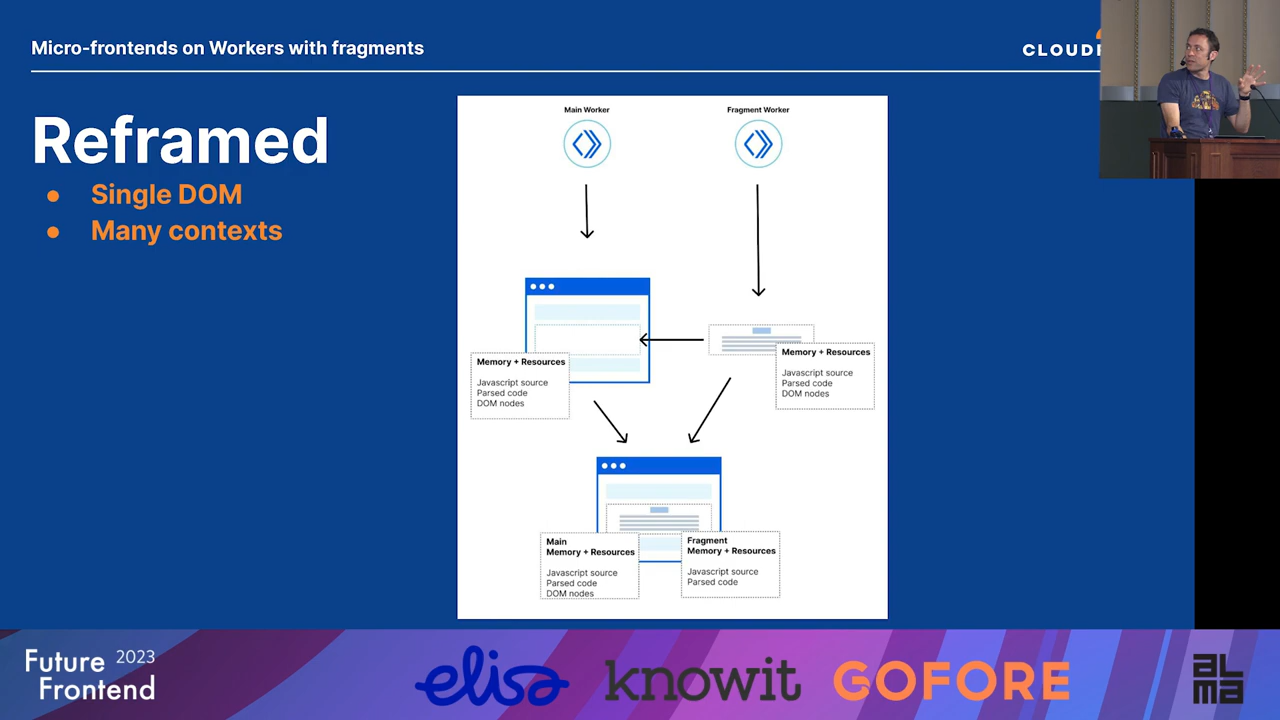 Micro-frontends on Workers with fragments
Reframed
● Single DOM
● Many contexts
Main Worker
Fragment Worker
Memory + Resources
Javascript source
Parsed code
DOM nodes
Memory + Resources
Javascript source
Parsed code
DOM nodes
Main
Memory + Resources
Javascript source
Parsed code
DOM nodes
Fragment
Memory + Resources
Javascript source
Parsed code
Future 2023
Frontend
elisa
knowit
GOFORE
ALMA